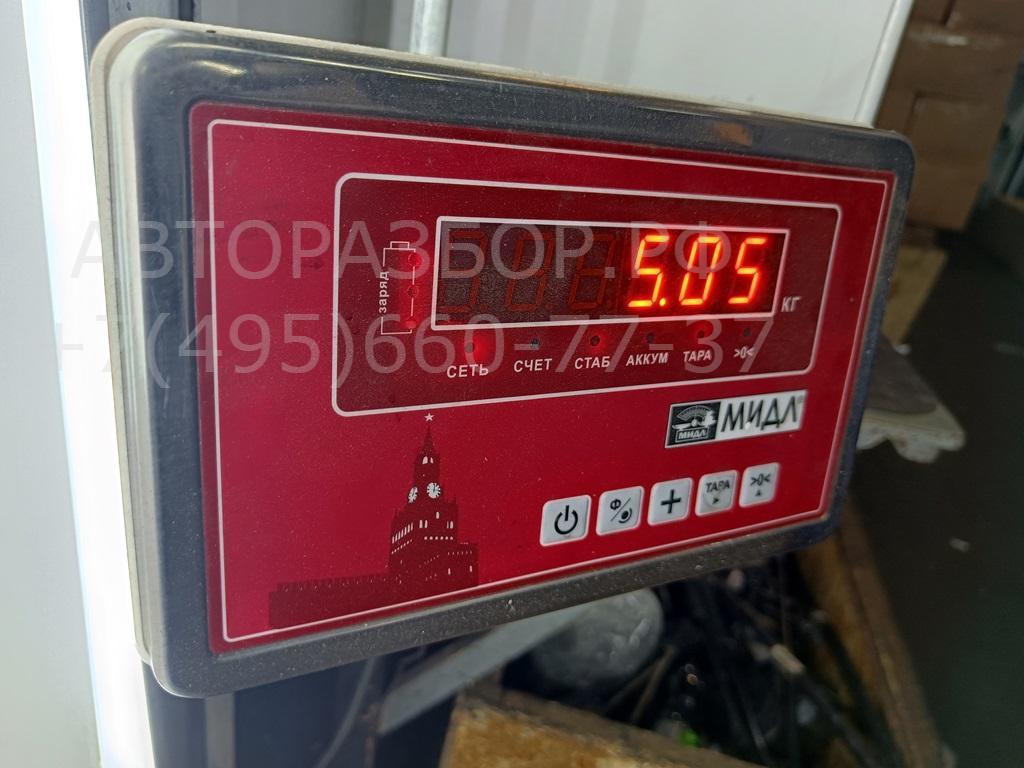 АВТОРАЗБОР.РФ
+7(495)660-77-37
заряд
5.05
КГ
СЕТЬ СЧЕТ СТАБ АККУМ ТАРА >0<
МИДЛ МИДЛ®
Ф/ + ТАРА >0<